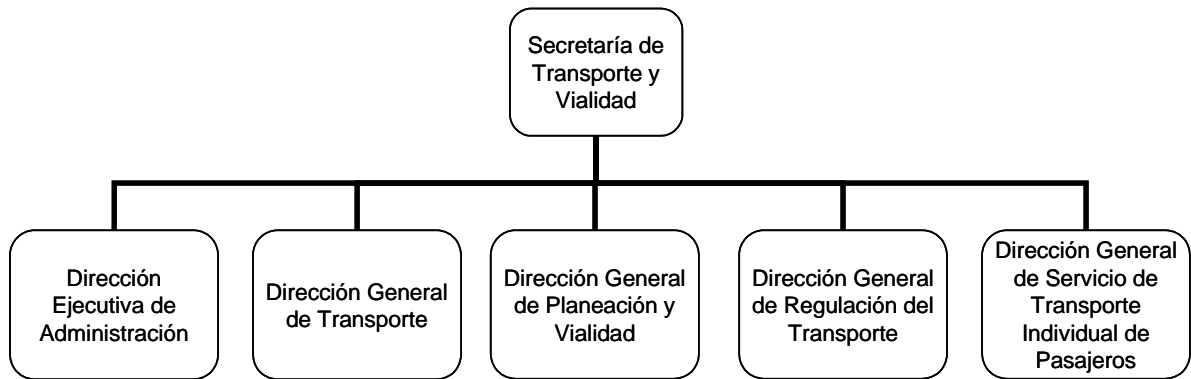 Secretaría de
Transporte y
Vialidad
Dirección
Ejecutiva de
Administración
Dirección General
de Transporte
Dirección General
de Planeación y
Vialidad
Dirección General
de Regulación del
Transporte
Dirección General
de Servicio de
Transporte
Individual de
Pasajeros